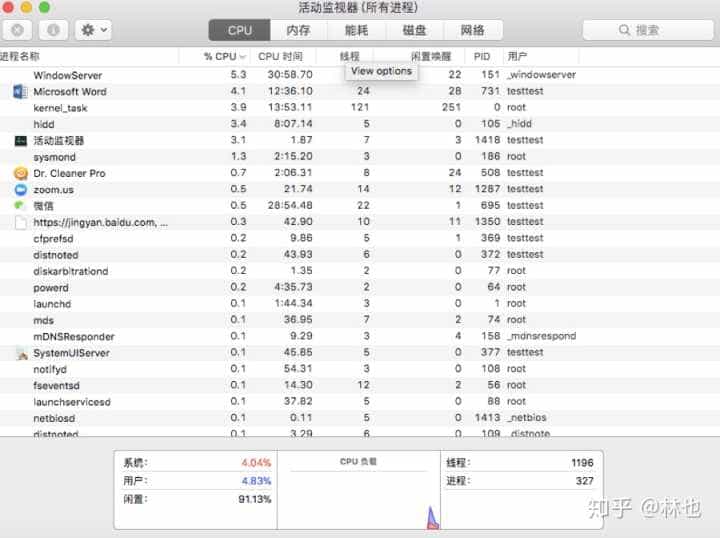 活动监视器 (所有进程)
CPU 内存 能耗 磁盘 网络 搜索
进程名称 % CPU CPU 时间 线程 闲置唤醒 PID 用户
View options
WindowServer 5.3 30:58.70 22 151 _windowserver
Microsoft Word 4.1 12:36.10 24 28 731 testtest
kernel_task 3.9 13:53.11 121 251 0 root
hidd 3.4 8:07.14 5 0 105 _hidd
活动监视器 3.1 1.87 7 3 1418 testtest
sysmond 1.3 2:15.20 3 0 186 root
Dr. Cleaner Pro 0.7 2:06.31 8 24 508 testtest
zoom.us 0.5 21.74 14 12 1287 testtest
微信 0.5 28:54.48 22 1 695 testtest
https://jingyan.baidu.com, ... 0.3 42.90 10 11 1350 testtest
cfprefsd 0.2 9.86 5 1 369 testtest
distnoted 0.2 43.93 6 0 372 testtest
diskarbitrationd 0.2 1.35 2 0 77 root
powerd 0.2 4:35.73 2 0 64 root
launchd 0.1 1:44.34 3 0 1 root
mds 0.1 36.95 7 2 74 root
mDNSResponder 0.1 9.29 3 4 158 _mdnsrespond
SystemUIServer 0.1 45.85 5 0 377 testtest
notifyd 0.1 54.31 3 0 108 root
fseventsd 0.1 14.30 12 2 56 root
launchservicesd 0.1 37.82 5 0 88 root
netbiosd 0.1 0.11 5 0 1413 _netbios
distnoted 0.1 3.29 6 0 109 _distnote
系统: 4.04% CPU 负载 线程: 1196
用户: 4.83% 进程: 327
闲置: 91.13%
知乎 @林也